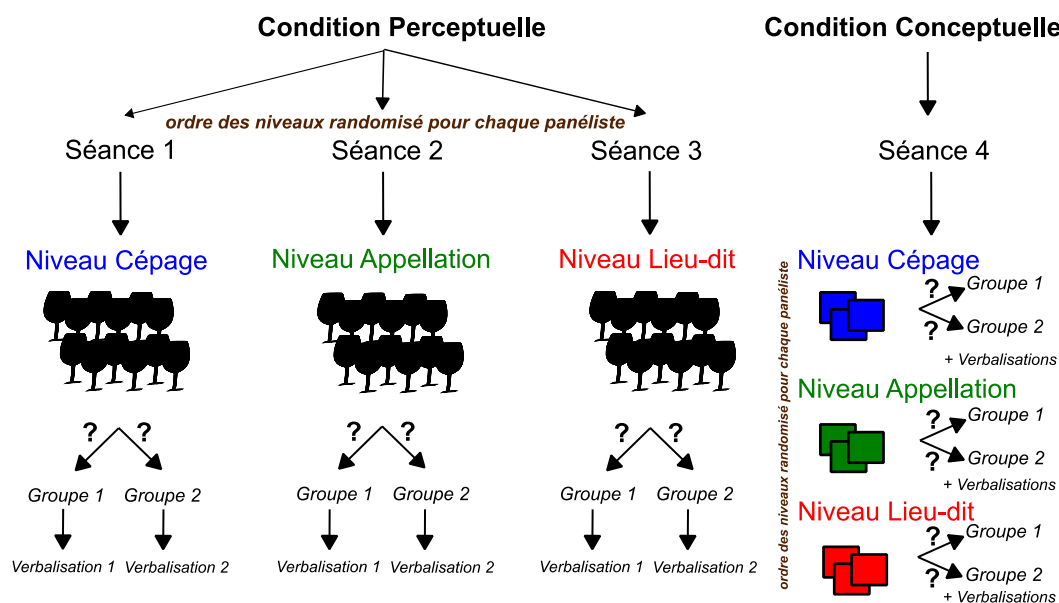 Condition Perceptuelle
Condition Conceptuelle
ordre des niveaux randomisé pour chaque panéliste
Séance 1
Séance 2
Séance 3
Séance 4
Niveau Cépage
Niveau Appellation
Niveau Lieu-dit
? ?
? ?
? ?
Groupe 1
Groupe 2
Groupe 1
Groupe 2
Groupe 1
Groupe 2
Verbalisation 1
Verbalisation 2
Verbalisation 1
Verbalisation 2
Verbalisation 1
Verbalisation 2
ordre des niveaux randomisé pour chaque panéliste
Niveau Cépage
? Groupe 1
? Groupe 2
+ Verbalisations
Niveau Appellation
? Groupe 1
? Groupe 2
+ Verbalisations
Niveau Lieu-dit
? Groupe 1
? Groupe 2
+ Verbalisations